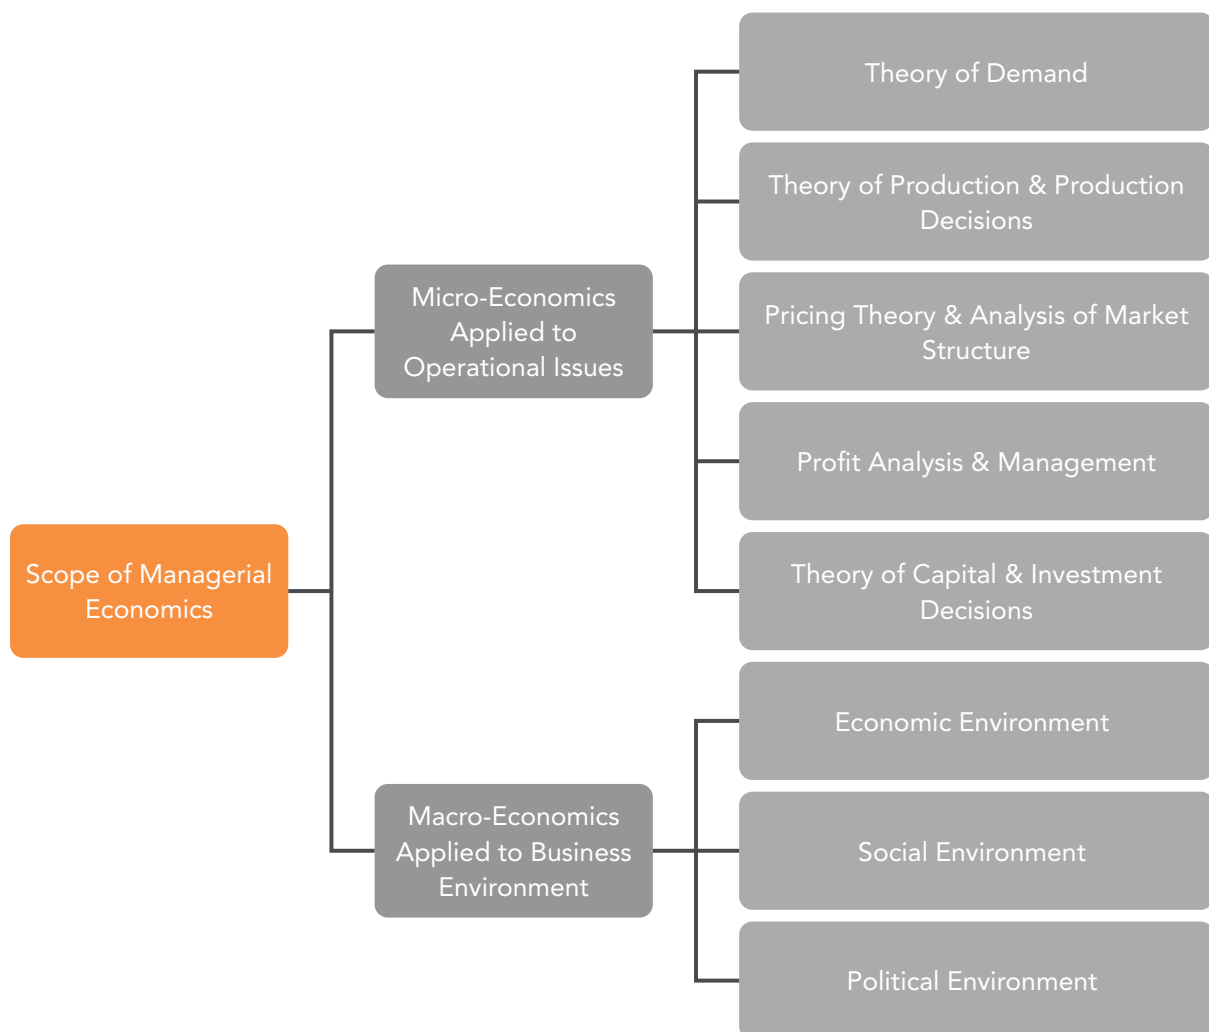 Theory of Demand
Theory of Production & Production
Decisions
Micro-Economics
Applied to
Operational Issues
Pricing Theory & Analysis of Market
Structure
Profit Analysis & Management
Scope of Managerial
Economics
Theory of Capital & Investment
Decisions
Economic Environment
Macro-Economics
Applied to Business
Environment
Social Environment
Political Environment